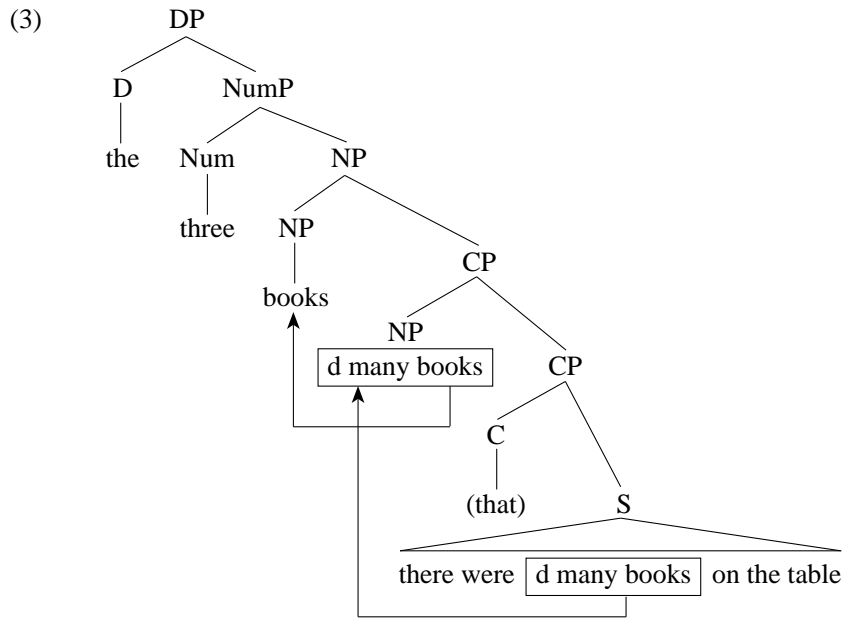 (3) DP
D NumP
the Num NP
three NP CP
books NP CP
d many books
C S
(that)
there were d many books on the table